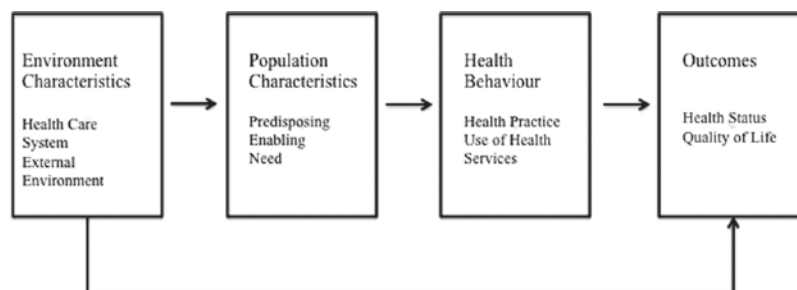 Environment
Characteristics
Health Care
System
External
Environment
Population
Characteristics
Predisposing
Enabling
Need
Health
Behaviour
Health Practice
Use of Health
Services
Outcomes
Health Status
Quality of Life